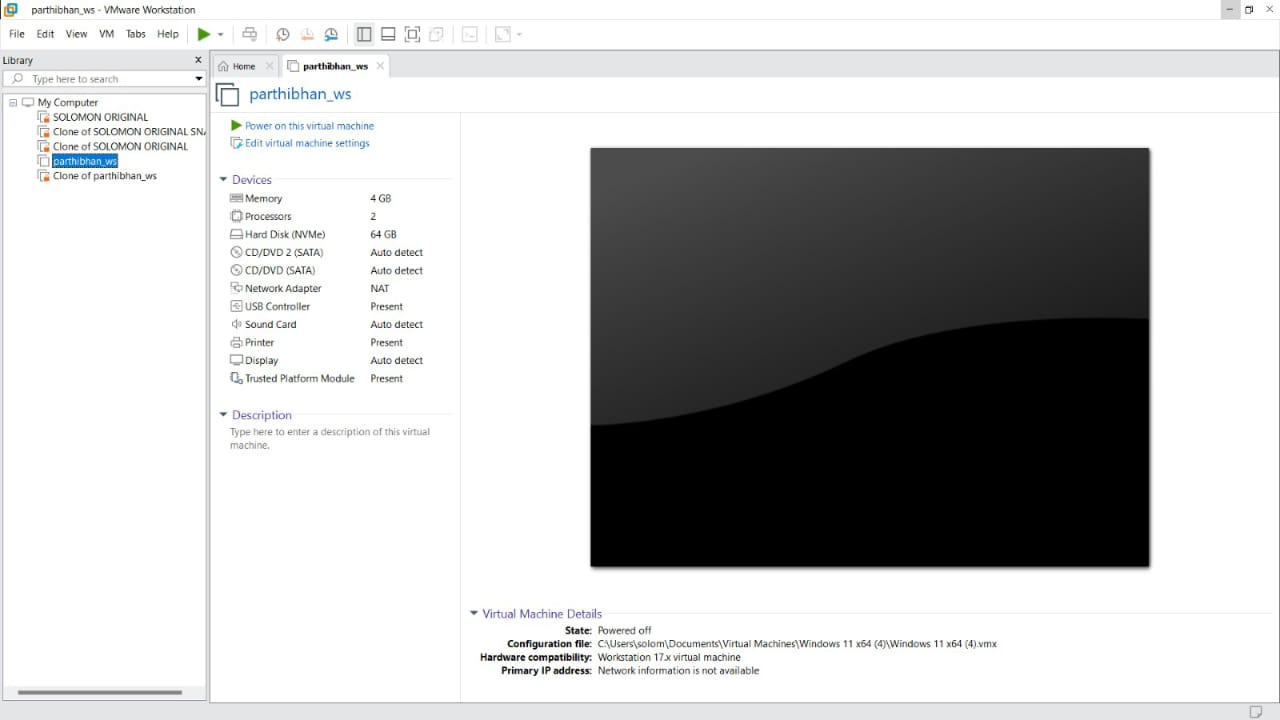 parthibhan_ws - VMware Workstation
File Edit View VM Tabs Help
Library
Type here to search
My Computer
SOLOMON ORIGINAL
Clone of SOLOMON ORIGINAL SNA
Clone of SOLOMON ORIGINAL
parthibhan_ws
Clone of parthibhan_ws
Home
parthibhan_ws
parthibhan_ws
Power on this virtual machine
Edit virtual machine settings
Devices
Memory 4 GB
Processors 2
Hard Disk (NVMe) 64 GB
CD/DVD 2 (SATA) Auto detect
CD/DVD (SATA) Auto detect
Network Adapter NAT
USB Controller Present
Sound Card Auto detect
Printer Present
Display Auto detect
Trusted Platform Module Present
Description
Type here to enter a description of this virtual
machine.
Virtual Machine Details
State: Powered off
Configuration file: C:\Users\solom\Documents\Virtual Machines\Windows 11 x64 (4)\Windows 11 x64 (4).vmx
Hardware compatibility: Workstation 17.x virtual machine
Primary IP address: Network information is not available